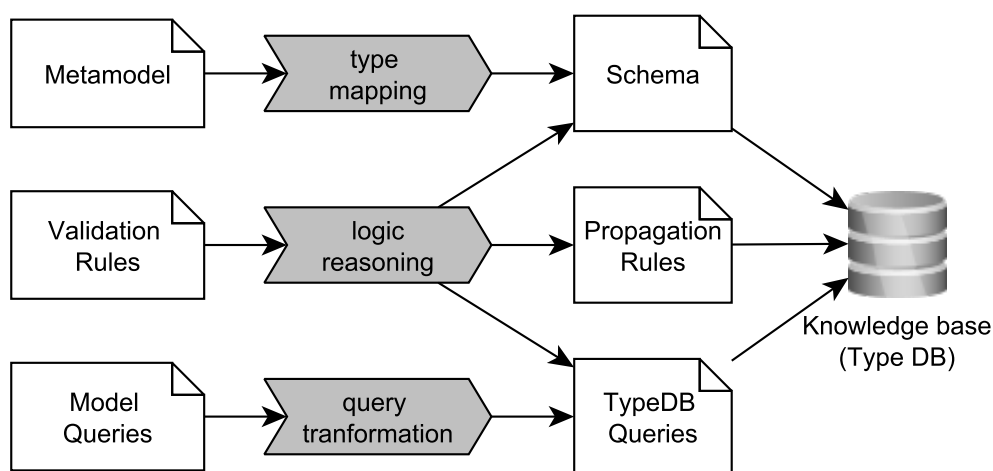 Metamodel
type
mapping
Schema
Validation
Rules
logic
reasoning
Propagation
Rules
Knowledge base
(Type DB)
Model
Queries
query
tranformation
TypeDB
Queries